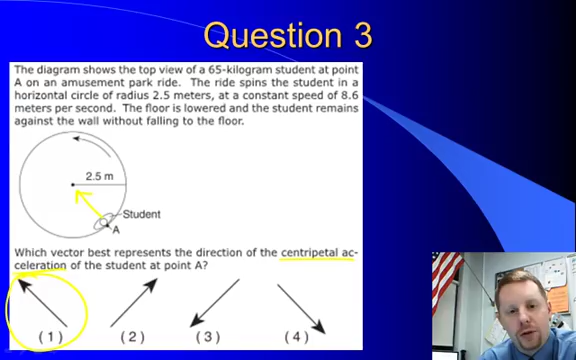 Question 3
The diagram shows the top view of a 65-kilogram student at point
A on an amusement park ride. The ride spins the student in a
horizontal circle of radius 2.5 meters, at a constant speed of 8.6
meters per second. The floor is lowered and the student remains
against the wall without falling to the floor.
2.5 m
Student
A
Which vector best represents the direction of the centripetal ac-
celeration of the student at point A?
(1) (2) (3) (4)